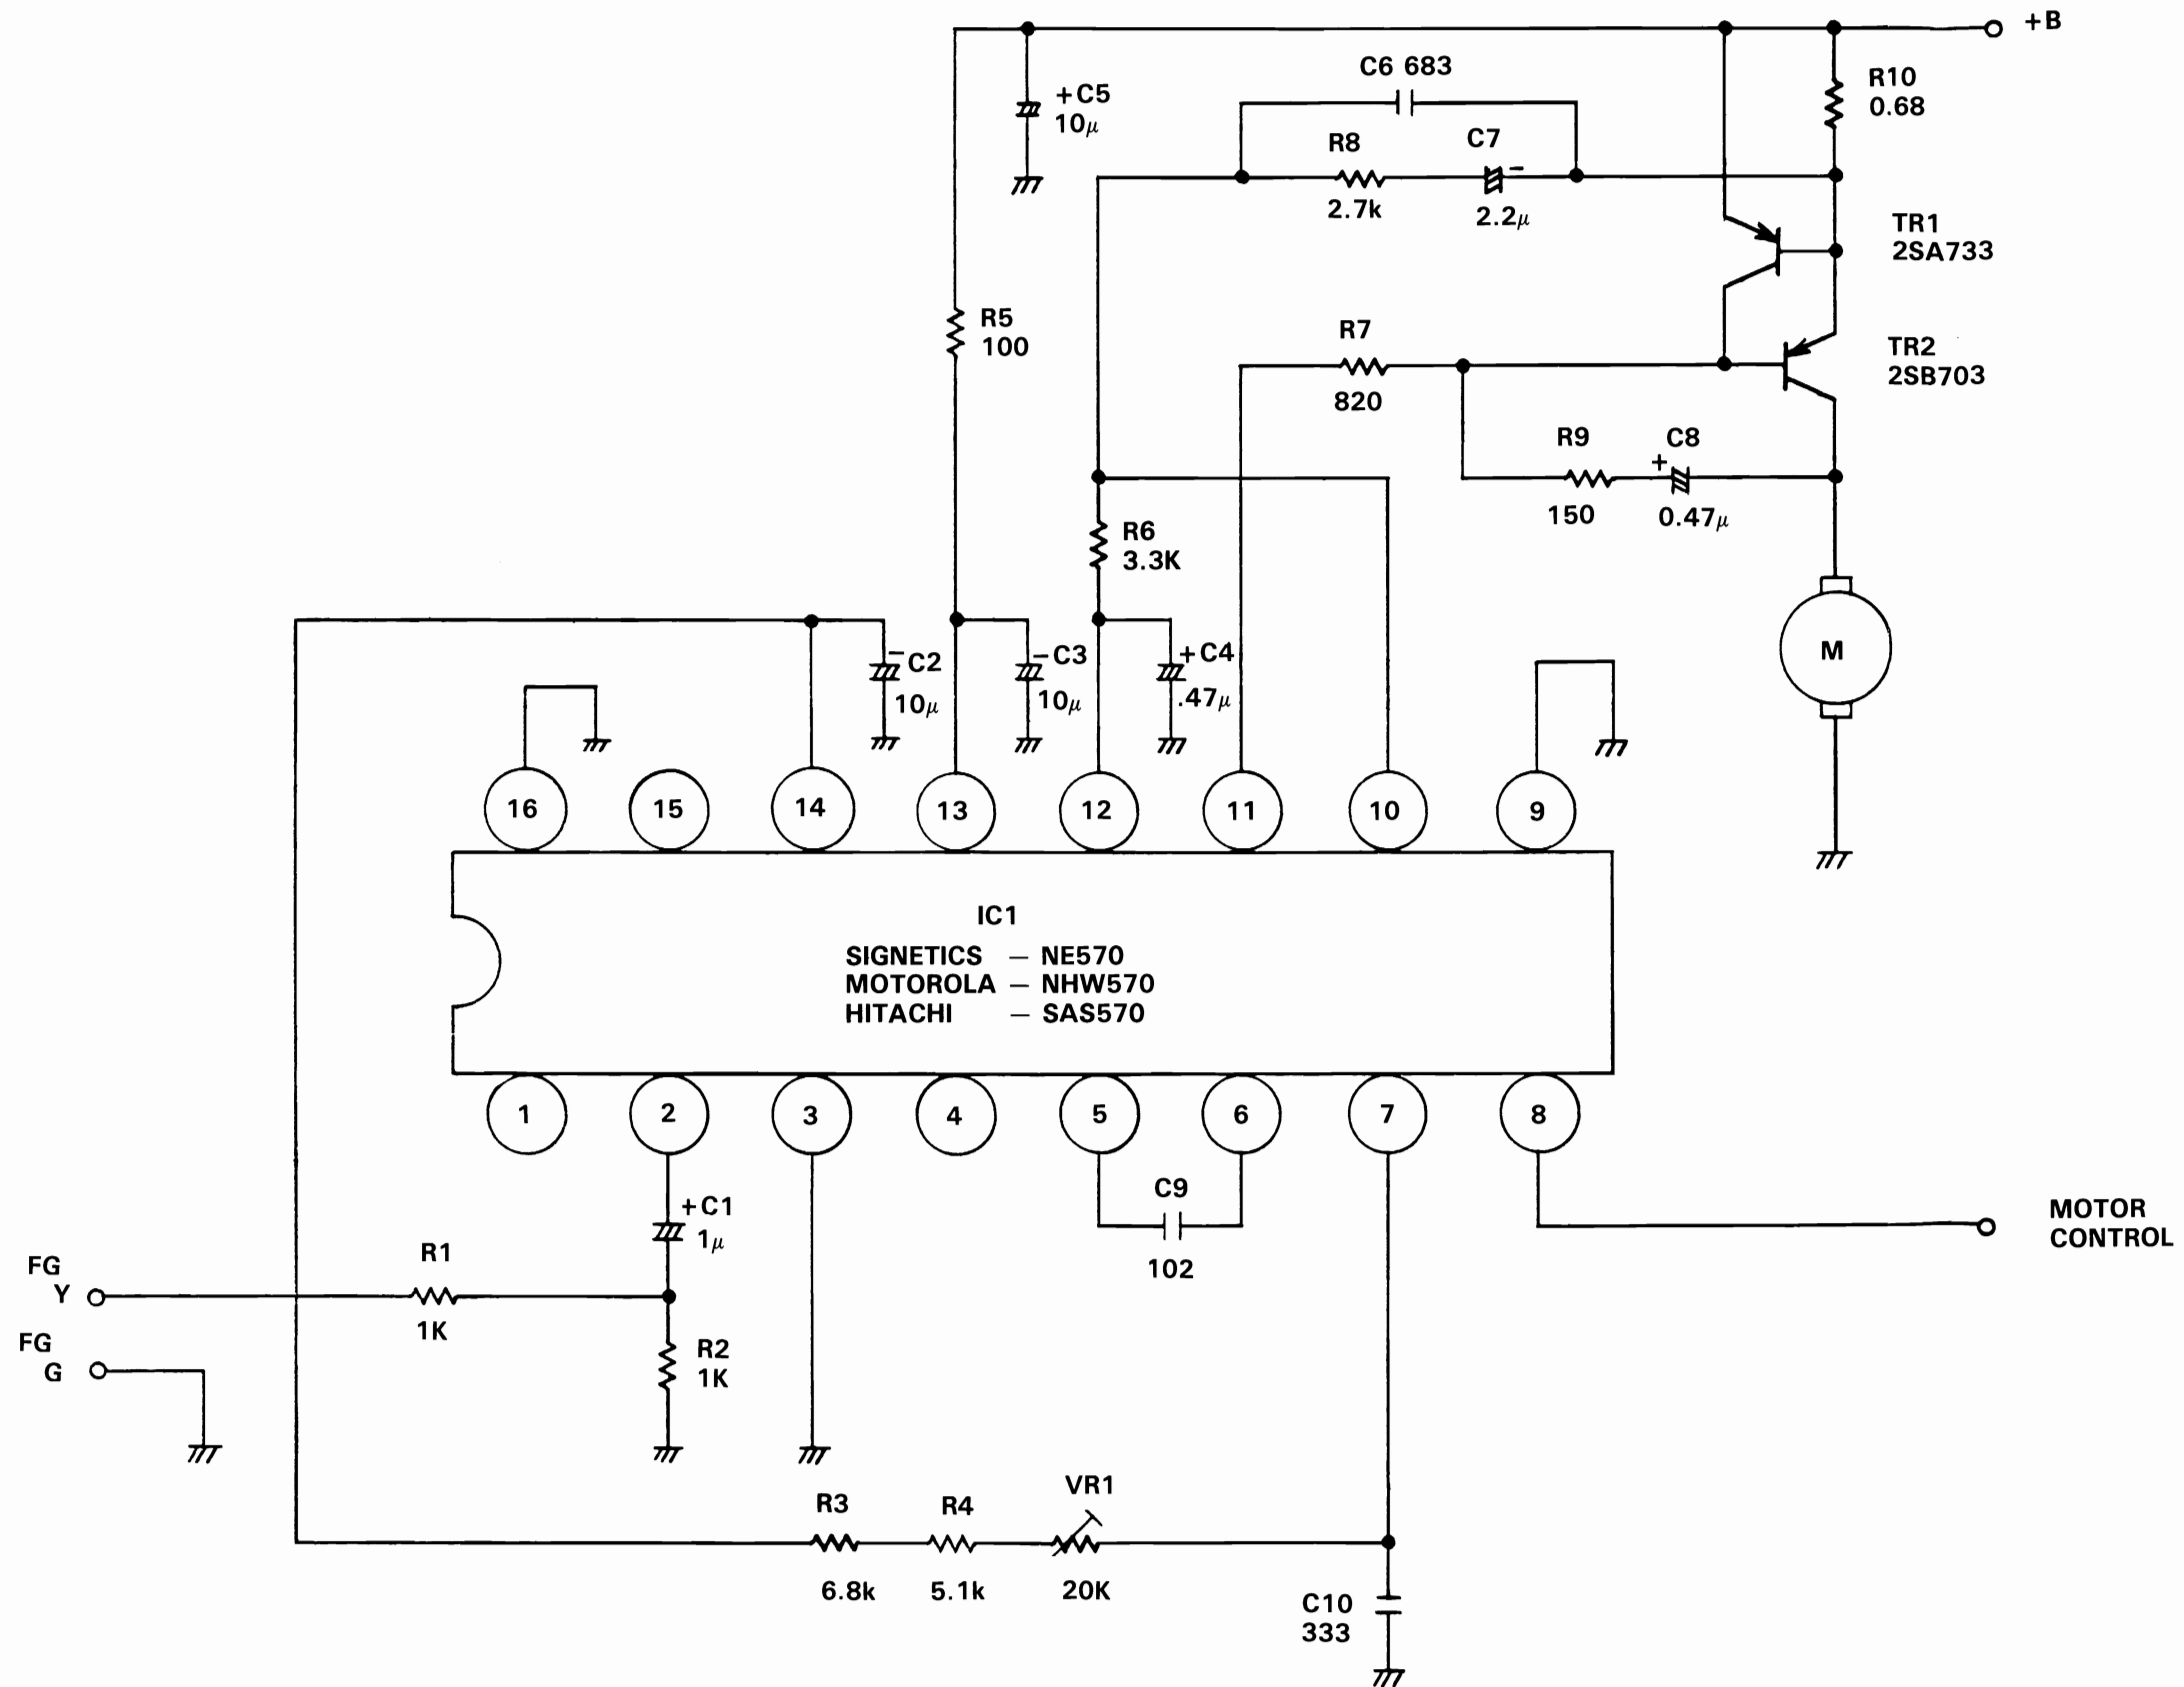 +B
C6 683
R10
0.68
+C5
10μ
R8
C7
-
2.7k
2.2μ
TR1
2SA733
R5
100
R7
820
TR2
2SB703
R9
C8
+
150
0.47μ
R6
3.3K
M
-C2
10μ
-C3
10μ
+C4
.47μ
16
15
14
13
12
11
10
9
IC1
SIGNETICS – NE570
MOTOROLA – NHW570
HITACHI – SAS570
1
2
3
4
5
6
7
8
+C1
1μ
C9
102
MOTOR
CONTROL
FG
Y
R1
1K
FG
G
R2
1K
R3
R4
VR1
6.8k
5.1k
20K
C10
333